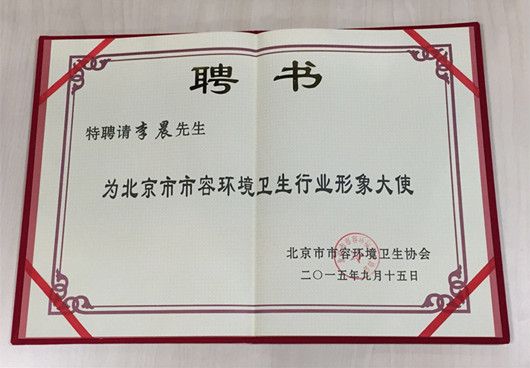 聘书
特聘请李晨先生
为北京市市容环境卫生行业形象大使
北京市市容环境卫生协会
二〇一五年九月十五日